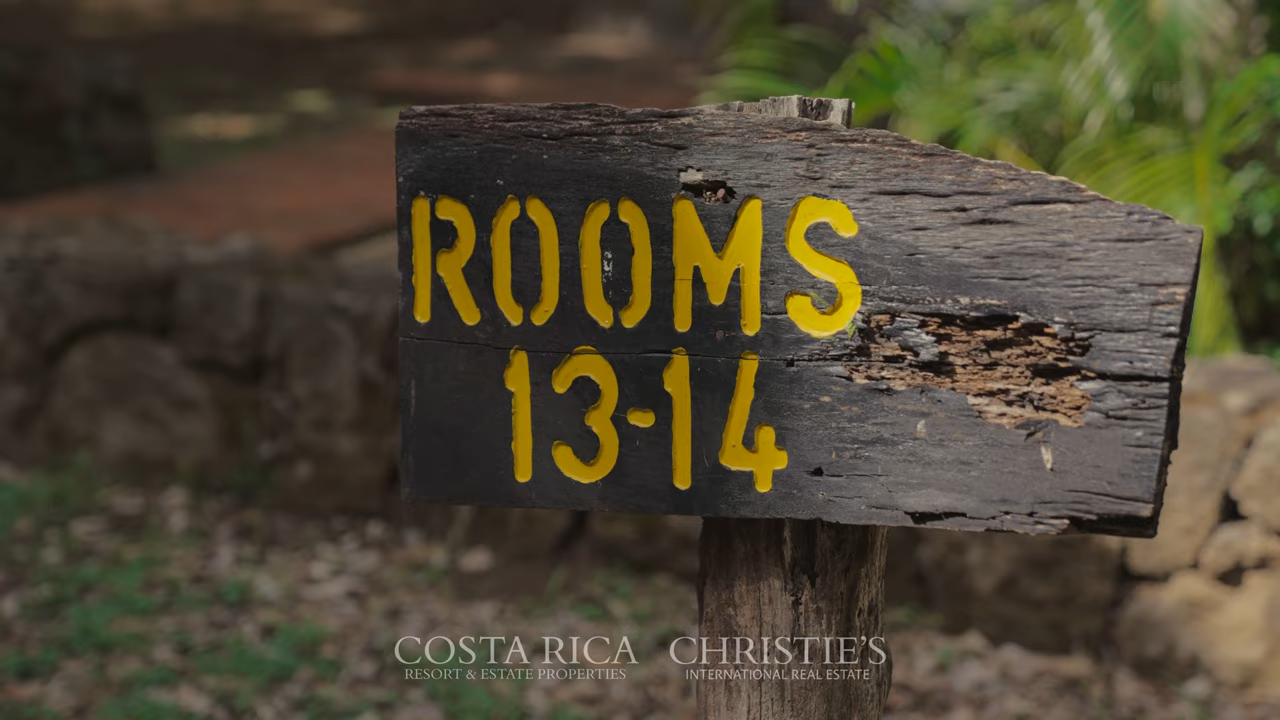 ROOMS
13-14
COSTA RICA CHRISTIE'S
RESORT & ESTATE PROPERTIES INTERNATIONAL REAL ESTATE